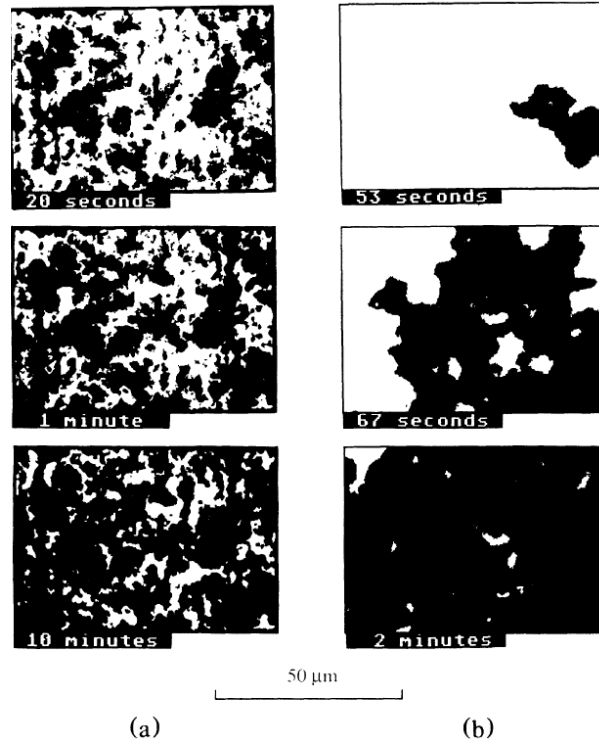 20 seconds
53 seconds
1 minute
67 seconds
10 minutes
2 minutes
50 μm
(a)
(b)